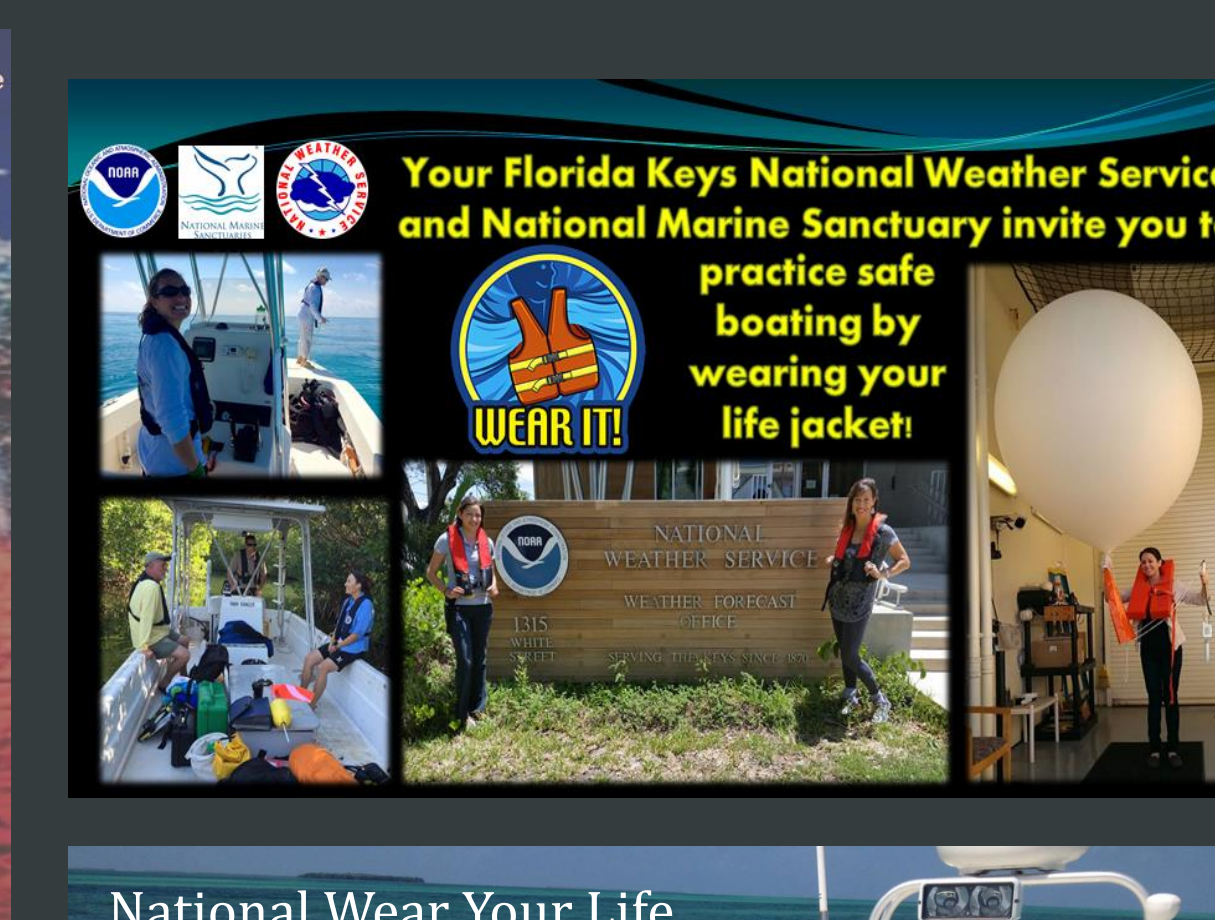 e
NOAA
NATIONAL MARINE
SANCTUARIES
NATIONAL WEATHER SERVICE
Your Florida Keys National Weather Service
and National Marine Sanctuary invite you t
practice safe
boating by
wearing your
life jacket!
WEAR IT!
NOAA
NATIONAL
WEATHER SERVICE
WEATHER FORECAST
OFFICE
1315
WHITE
STREET
SERVING THE KEYS SINCE 1870
National Wear Your Life